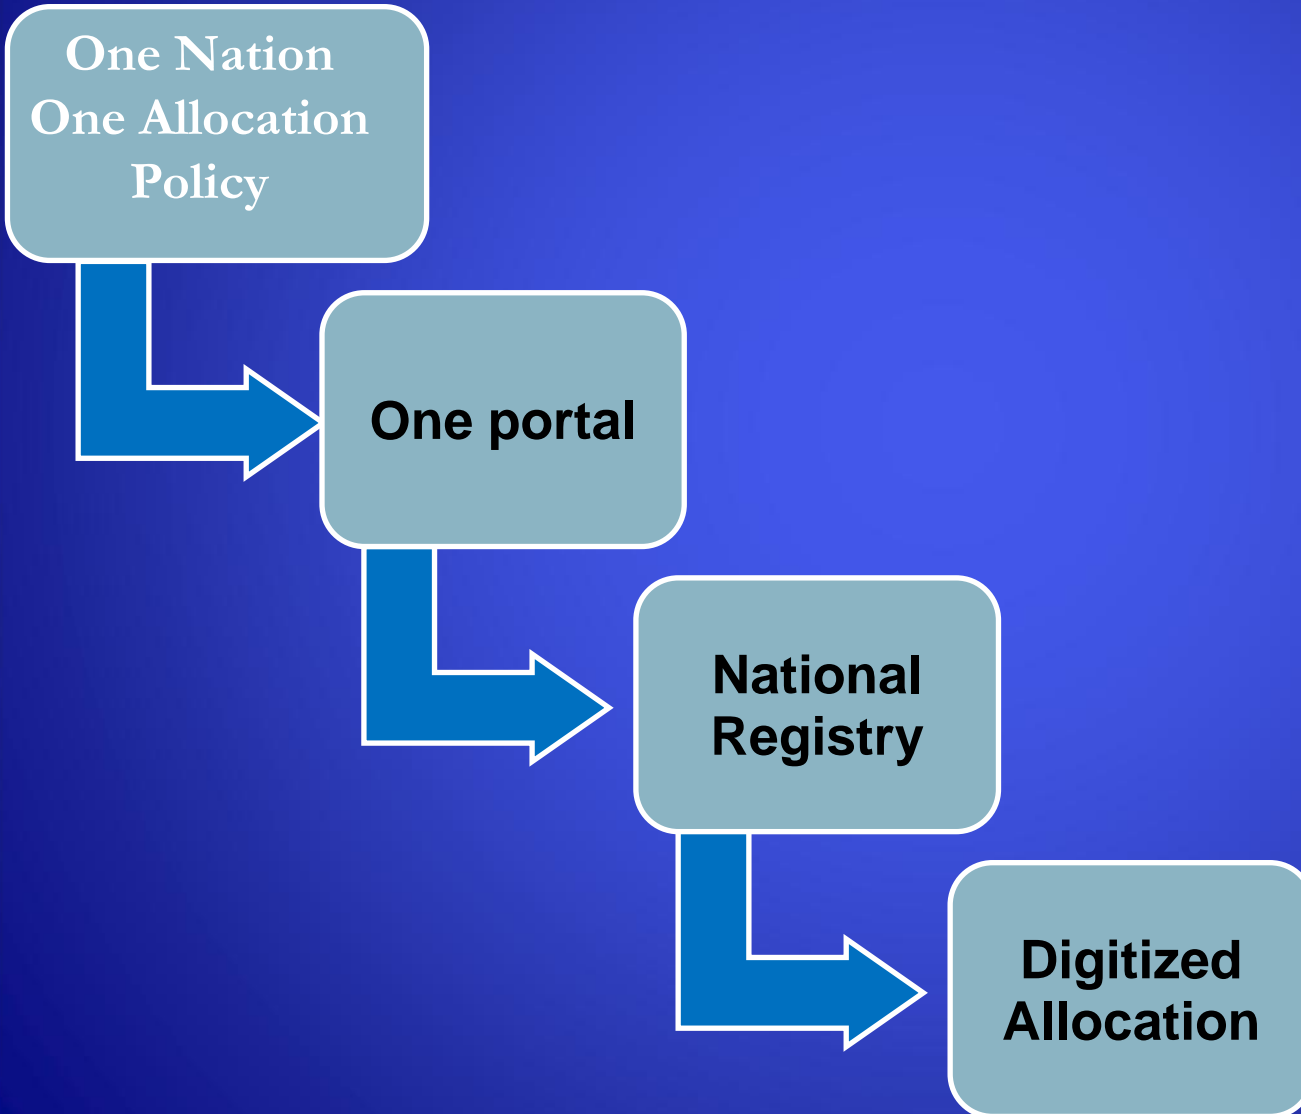 One Nation
One Allocation
Policy
One portal
National
Registry
Digitized
Allocation